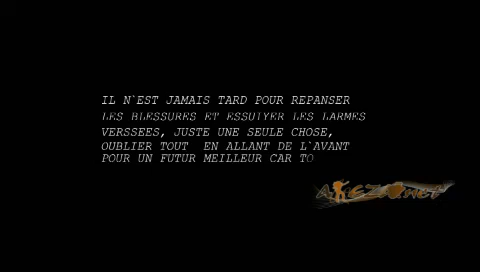 IL N`EST JAMAIS TARD POUR REPANSER
LES BLESSURES ET ESSUIYER LES LARMES
VERSSEES, JUSTE UNE SEULE CHOSE,
OUBLIER TOUT  EN ALLANT DE L`AVANT
POUR UN FUTUR MEILLEUR CAR TO